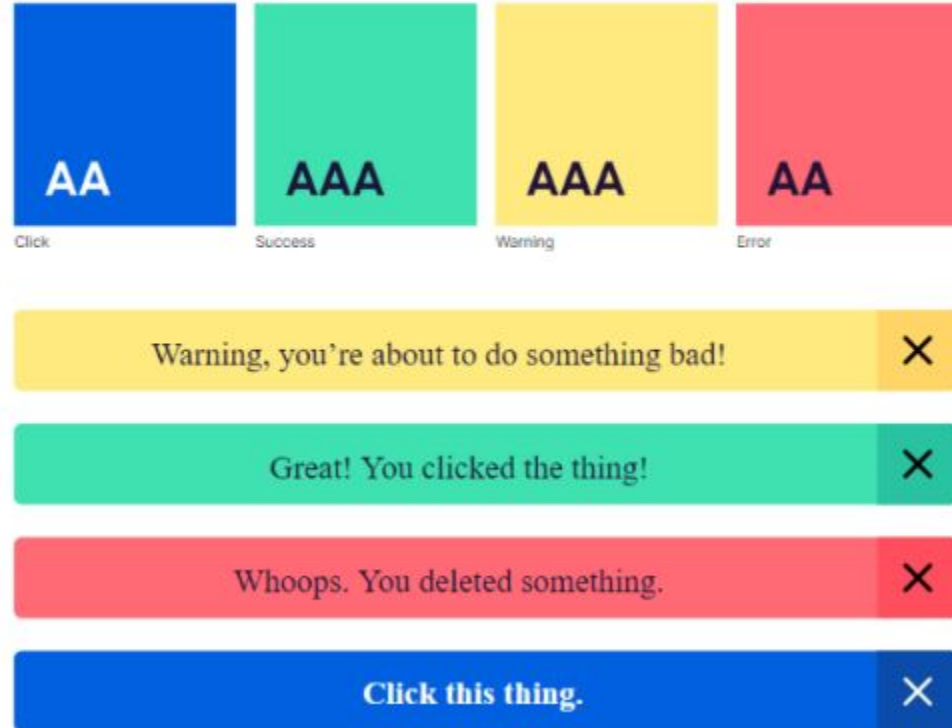 AA
AAA
AAA
AA
Click
Success
Warning
Error
Warning, you’re about to do something bad!
Great! You clicked the thing!
Whoops. You deleted something.
Click this thing.